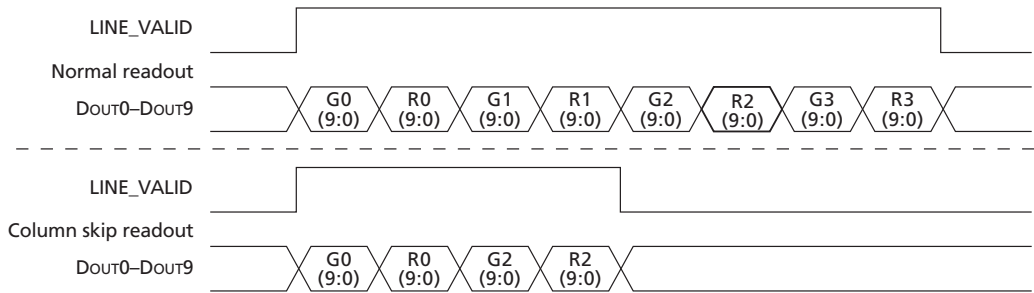 LINE_VALID
Normal readout
DOUT0–DOUT9
G0 (9:0)
R0 (9:0)
G1 (9:0)
R1 (9:0)
G2 (9:0)
R2 (9:0)
G3 (9:0)
R3 (9:0)
LINE_VALID
Column skip readout
DOUT0–DOUT9
G0 (9:0)
R0 (9:0)
G2 (9:0)
R2 (9:0)